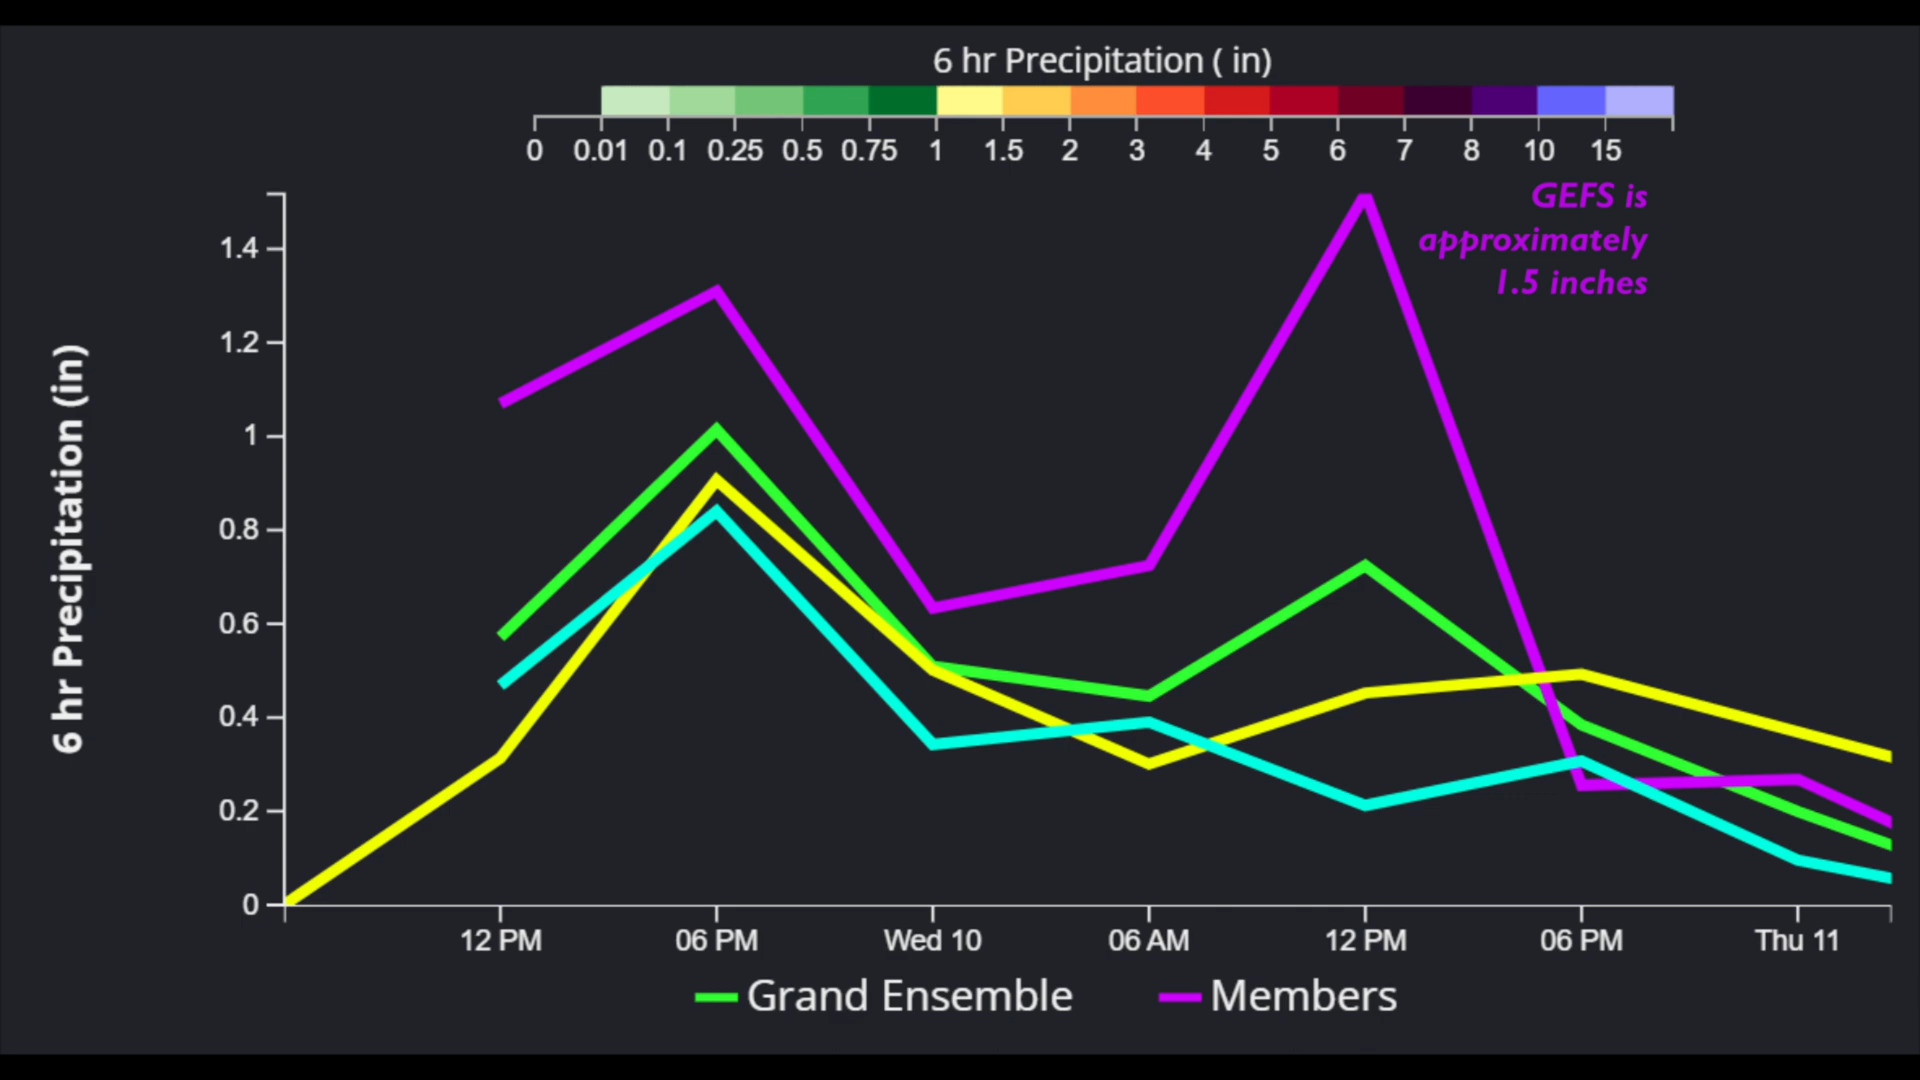 6 hr Precipitation ( in)
0 0.01 0.1 0.25 0.5 0.75 1 1.5 2 3 4 5 6 7 8 10 15
GEFS is
approximately
1.5 inches
6 hr Precipitation (in)
1.4
1.2
1
0.8
0.6
0.4
0.2
0
12 PM 06 PM Wed 10 06 AM 12 PM 06 PM Thu 11
Grand Ensemble Members